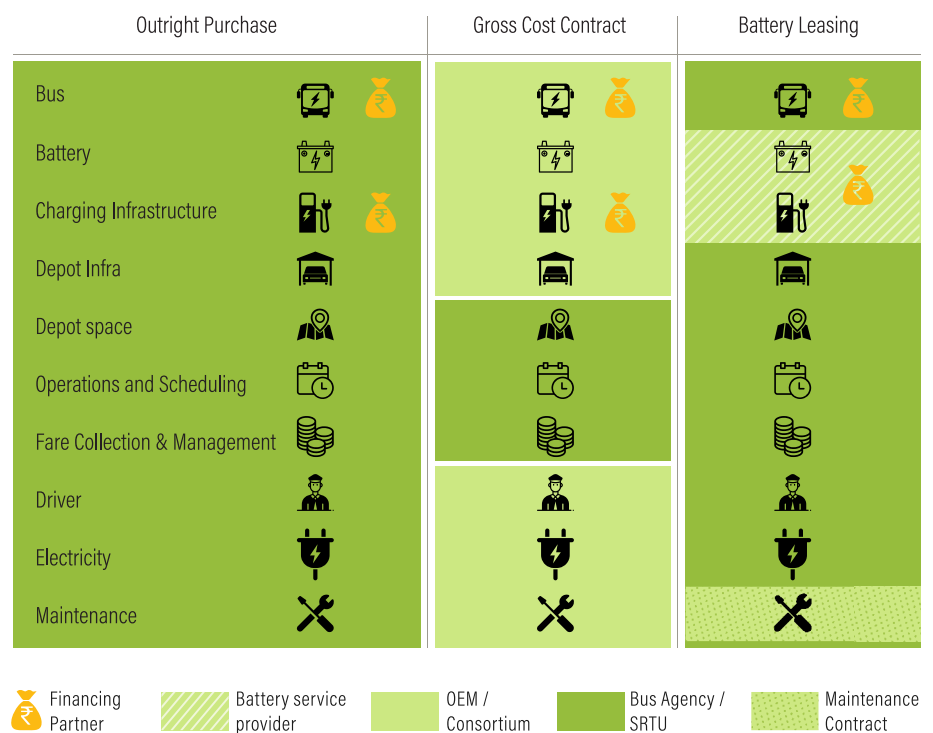 Outright Purchase
Gross Cost Contract
Battery Leasing
Bus
₹
₹
₹
Battery
Charging Infrastructure
₹
₹
₹
Depot Infra
Depot space
Operations and Scheduling
Fare Collection & Management
Driver
Electricity
Maintenance
₹
Financing
Partner
Battery service
provider
OEM /
Consortium
Bus Agency /
SRTU
Maintenance
Contract